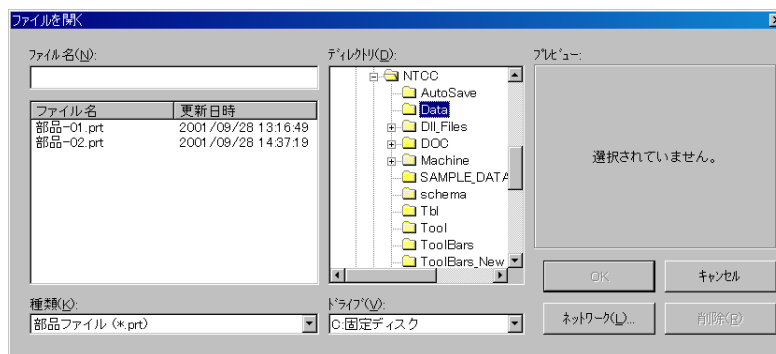 ファイルを開く
ファイル名(N):
ファイル名 更新日時
部品-01.prt 2001/09/28 13:16:49
部品-02.prt 2001/09/28 14:37:19
種類(K):
部品ファイル (*.prt)
ディレクトリ(D):
NTCC
AutoSave
Data
Dll_Files
DOC
Machine
SAMPLE_DATA
schema
Tbl
Tool
ToolBars
ToolBars_New
ドライブ(V):
C:固定ディスク
プレビュー:
選択されていません。
OK
キャンセル
ネットワーク(L)...
削除(R)